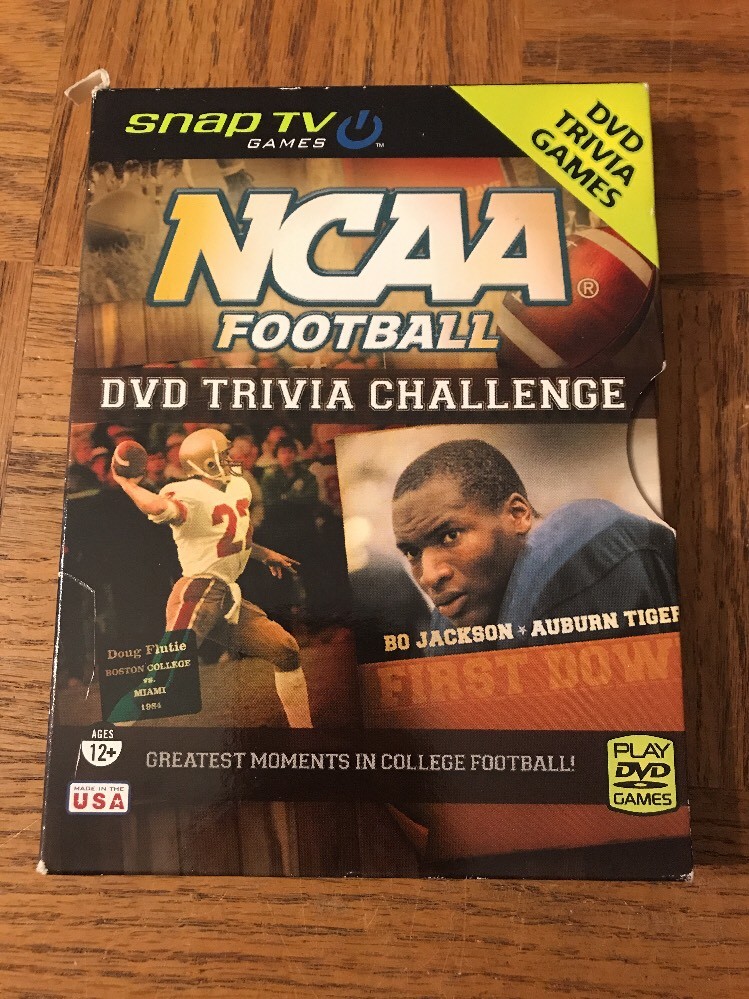 snap TV
GAMES
TM
DVD
TRIVIA
GAMES
NCAA®
FOOTBALL
DVD TRIVIA CHALLENGE
22
Doug Flutie
BOSTON COLLEGE
vs.
MIAMI
1984
BO JACKSON ★ AUBURN TIGER
FIRST DOW
AGES
12+
GREATEST MOMENTS IN COLLEGE FOOTBALL!
MADE IN THE
USA
PLAY
DVD
GAMES